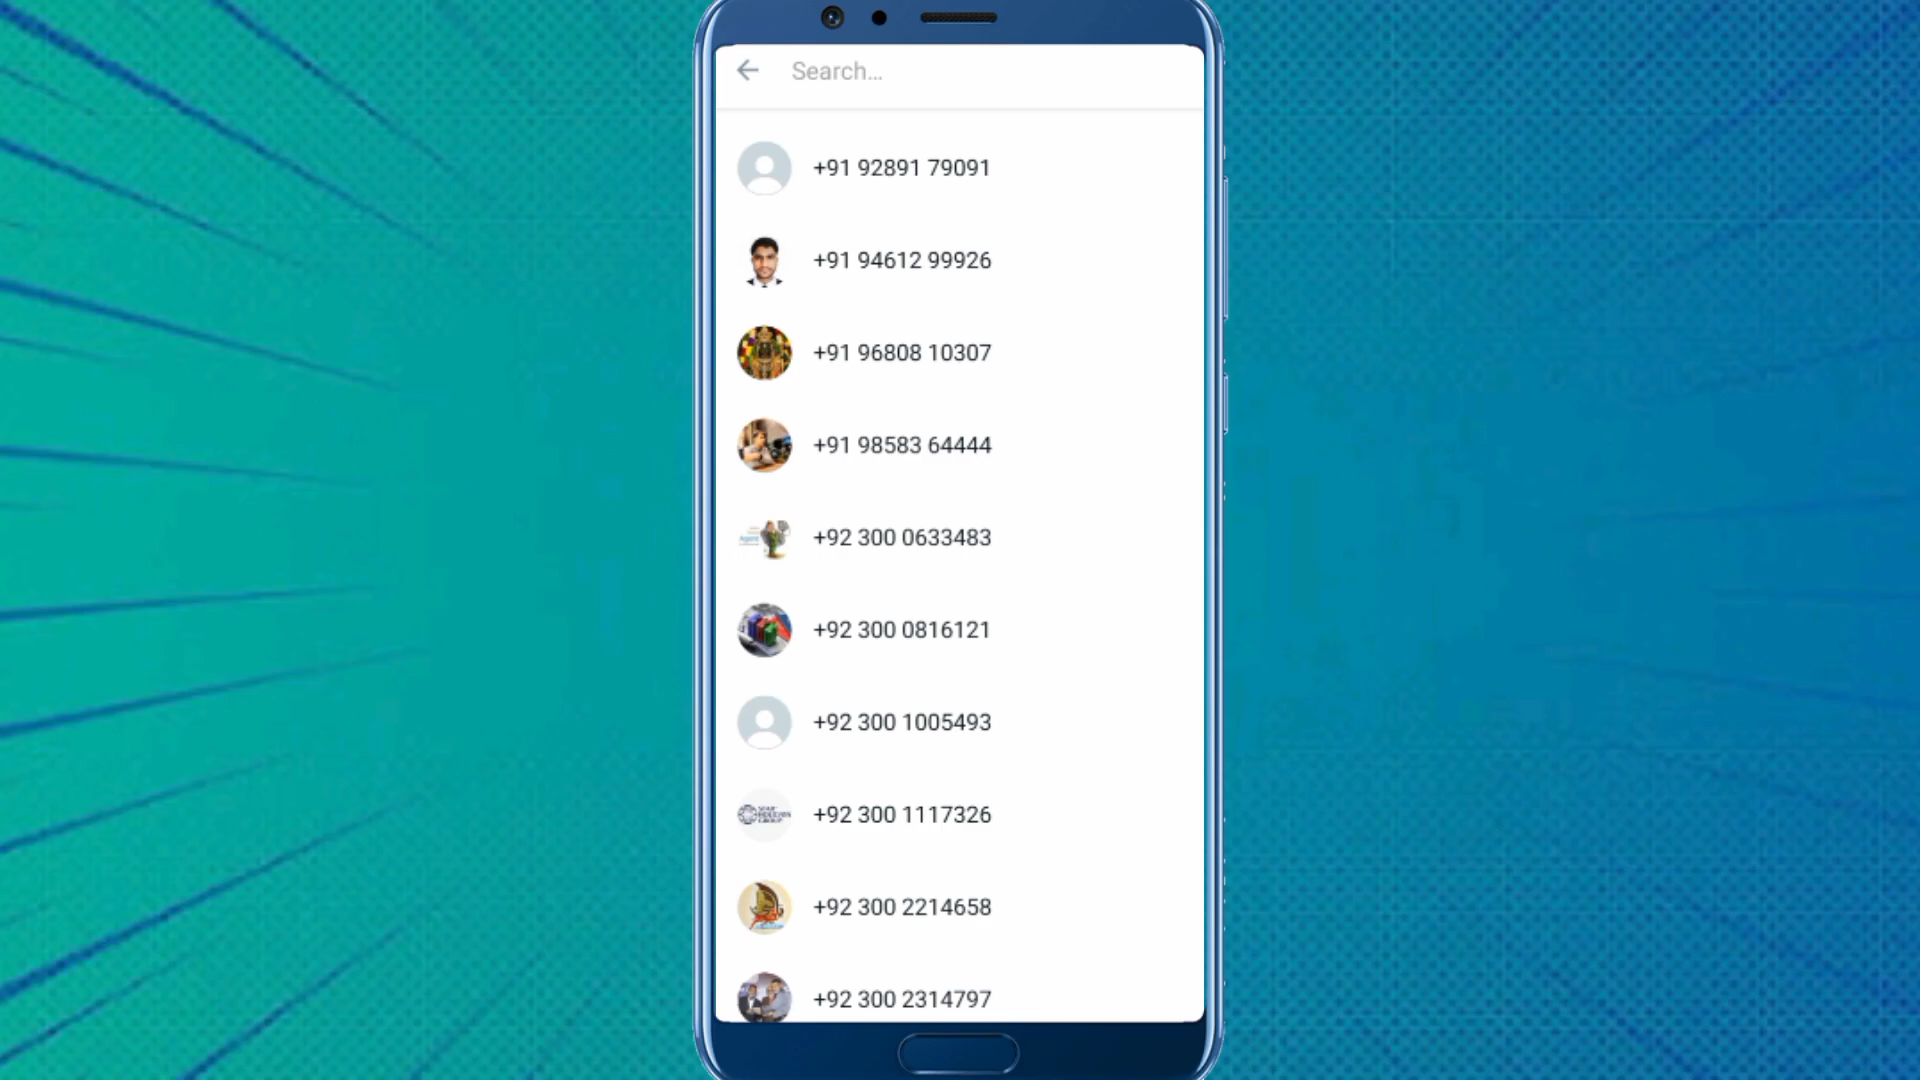 Search...
+91 92891 79091
+91 94612 99926
+91 96808 10307
+91 98583 64444
+92 300 0633483
+92 300 0816121
+92 300 1005493
+92 300 1117326
+92 300 2214658
+92 300 2314797